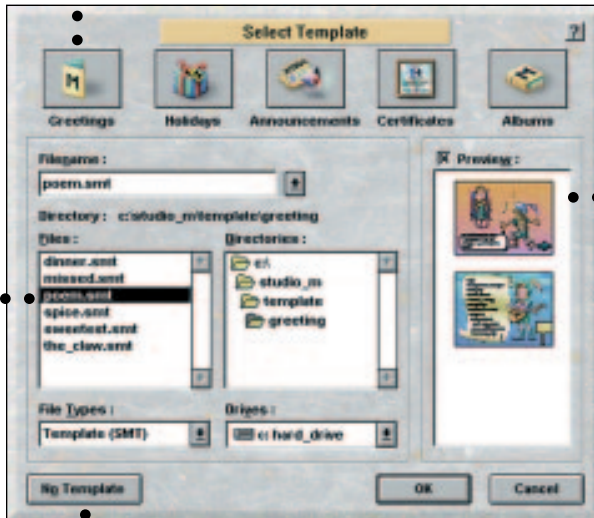 Select Template
?
Greetings Holidays Announcements Certificates Albums
Filename :
Preview :
poem.smt
Directory : c:\studio_m\template\greeting
Files :
Directories :
dinner.smt
missed.smt
poem.smt
spice.smt
sweetest.smt
the_claw.smt
c:\
studio_m
template
greeting
File Types :
Drives :
Template (SMT)
c: hard_drive
No Template
OK
Cancel